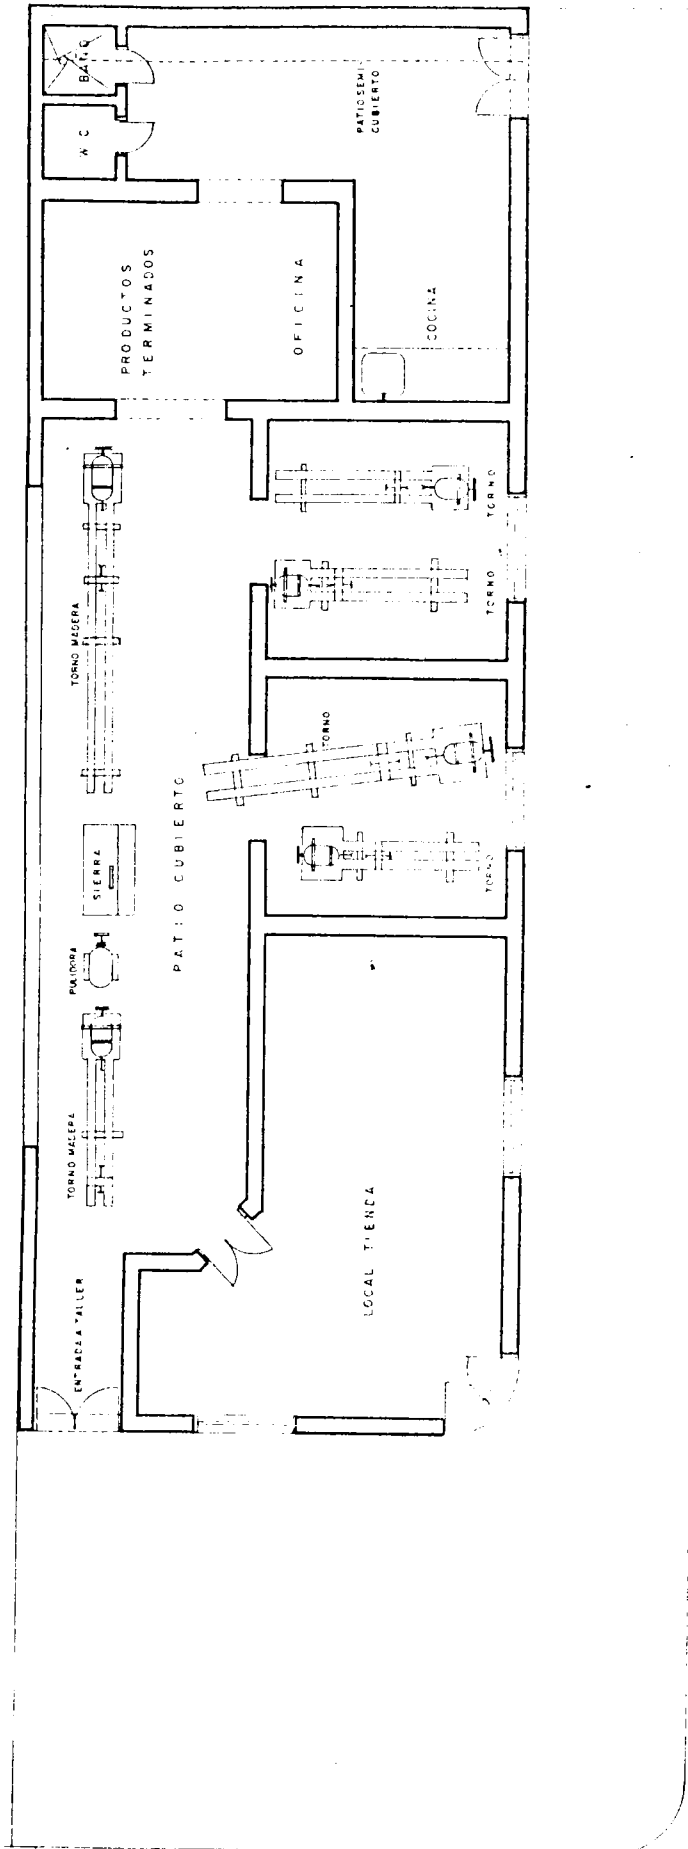 BAÑO
W C
PATIO SEMI
CUBIERTO
PRODUCTOS
TERMINADOS
OFICINA
COCINA
TORNO MADERA
TORNO
TORNO
TORNO
TORNO
PATIO CUBIERTO
SIERRA
PULIDORA
TORNO MADERA
LOCAL TIENDA
ENTRADA A TALLER